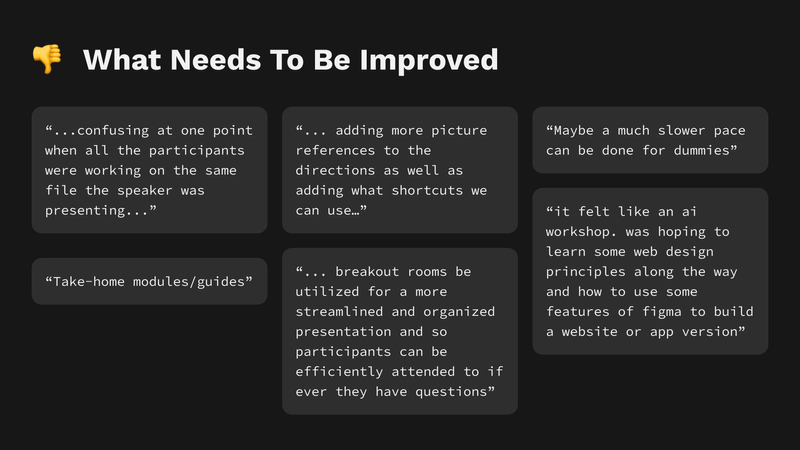 What Needs To Be Improved
“...confusing at one point
when all the participants
were working on the same
file the speaker was
presenting...”
“Take-home modules/guides”
“... adding more picture
references to the
directions as well as
adding what shortcuts we
can use…”
“... breakout rooms be
utilized for a more
streamlined and organized
presentation and so
participants can be
efficiently attended to if
ever they have questions”
“Maybe a much slower pace
can be done for dummies”
“it felt like an ai
workshop. was hoping to
learn some web design
principles along the way
and how to use some
features of figma to build
a website or app version”